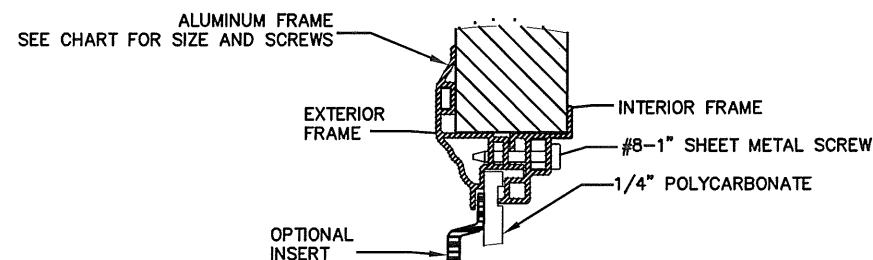 ALUMINUM FRAME
SEE CHART FOR SIZE AND SCREWS
EXTERIOR
FRAME
INTERIOR FRAME
#8-1" SHEET METAL SCREW
1/4" POLYCARBONATE
OPTIONAL
INSERT